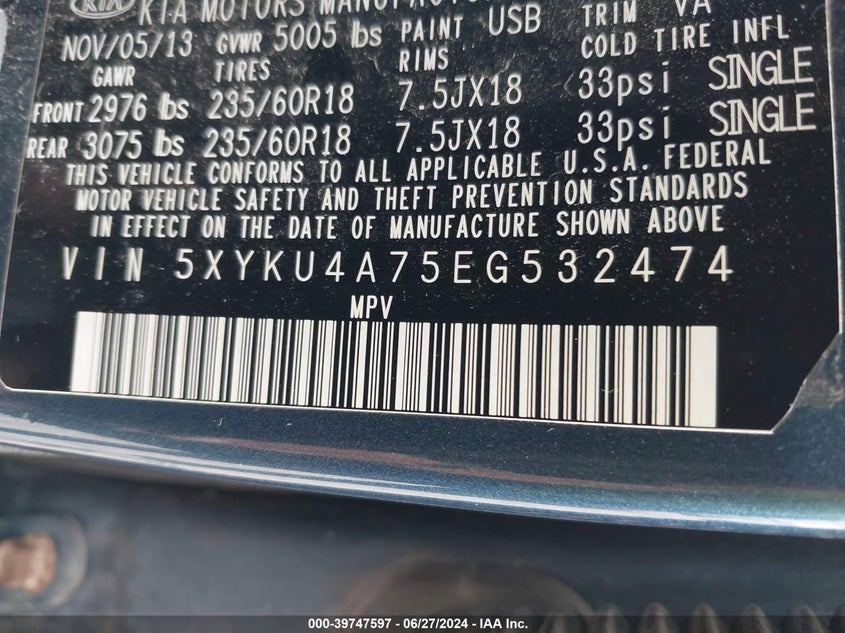 KIA KIA MOTORS
NOV/05/13 GVWR 5005 lbs PAINT USB TRIM VA
GAWR TIRES RIMS COLD TIRE INFL
FRONT 2976 lbs 235/60R18 7.5JX18 33psi SINGLE
REAR 3075 lbs 235/60R18 7.5JX18 33psi SINGLE
THIS VEHICLE CONFORMS TO ALL APPLICABLE U.S.A. FEDERAL
MOTOR VEHICLE SAFETY AND THEFT PREVENTION STANDARDS
IN EFFECT ON THE DATE OF MANUFACTURE SHOWN ABOVE
VIN 5XYKU4A75EG532474
MPV
000-39747597 - 06/27/2024 - IAA Inc.